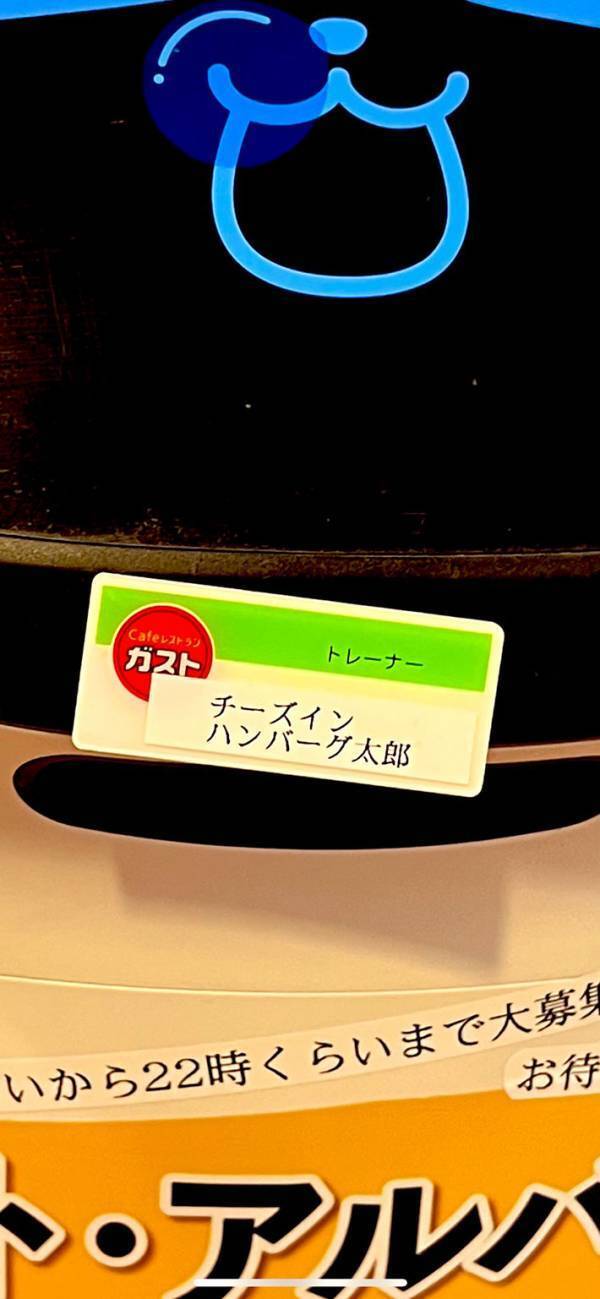 Cafeレストラン
ガスト
トレーナー
チーズイン
ハンバーグ太郎
いから22時くらいまで大募集
お待
ト・アルバ